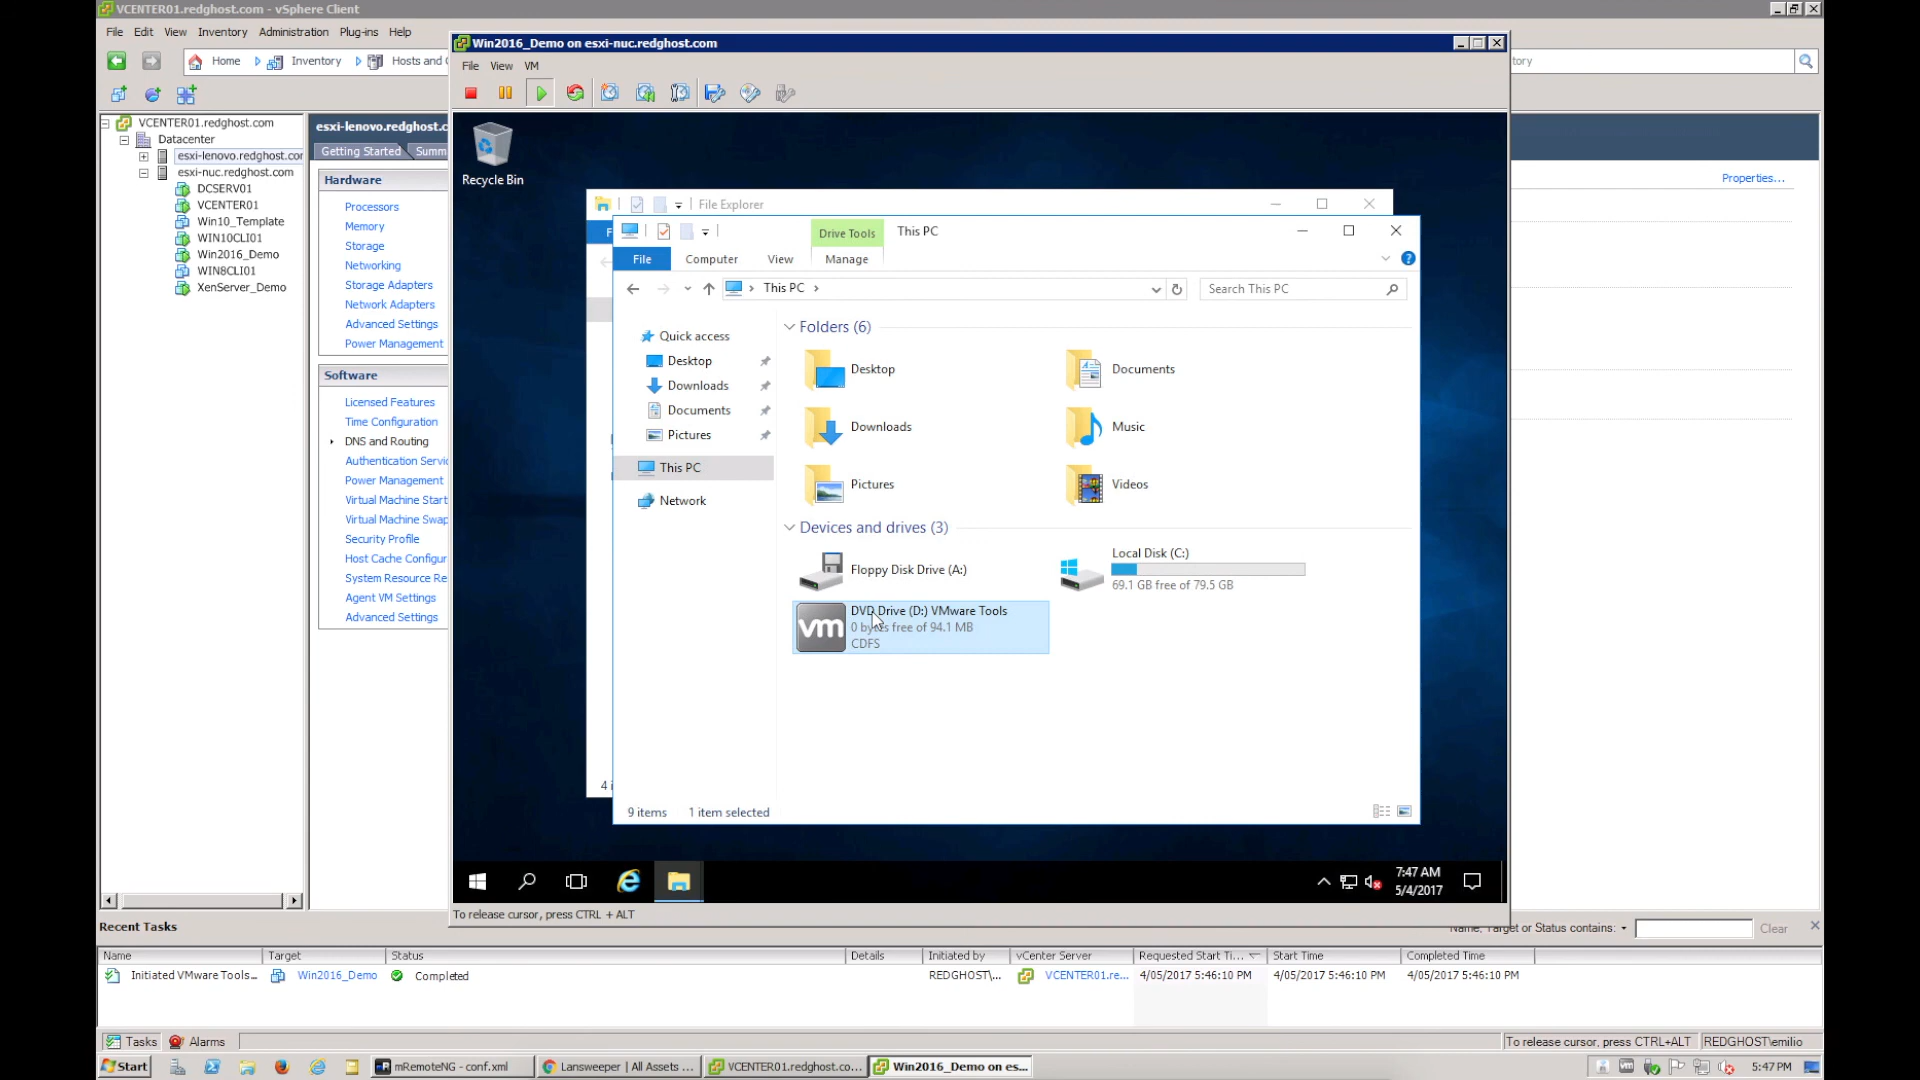 VCENTER01.redghost.com - vSphere Client
File Edit View Inventory Administration Plug-ins Help
Home Inventory Hosts and C
tory
VCENTER01.redghost.com
Datacenter
esxi-lenovo.redghost.cor
esxi-nuc.redghost.com
DCSERV01
VCENTER01
Win10_Template
WIN10CLI01
Win2016_Demo
WIN8CLI01
XenServer_Demo
esxi-lenovo.redghost.c
Getting Started Summ
Hardware
Processors
Memory
Storage
Networking
Storage Adapters
Network Adapters
Advanced Settings
Power Management
Software
Licensed Features
Time Configuration
DNS and Routing
Authentication Servic
Power Management
Virtual Machine Start
Virtual Machine Swap
Security Profile
Host Cache Configur
System Resource Re
Agent VM Settings
Advanced Settings
Properties...
Win2016_Demo on esxi-nuc.redghost.com
File View VM
Recycle Bin
File Explorer
F
4 i
Drive Tools This PC
File Computer View Manage
This PC
Search This PC
Quick access
Desktop
Downloads
Documents
Pictures
This PC
Network
Folders (6)
Desktop Documents
Downloads Music
Pictures Videos
Devices and drives (3)
Floppy Disk Drive (A:)
Local Disk (C:)
69.1 GB free of 79.5 GB
vm
DVD Drive (D:) VMware Tools
0 bytes free of 94.1 MB
CDFS
9 items 1 item selected
7:47 AM
5/4/2017
To release cursor, press CTRL + ALT
Recent Tasks
Name, Target or Status contains: Clear
Name Target Status Details Initiated by vCenter Server Requested Start Ti... Start Time Completed Time
Initiated VMware Tools... Win2016_Demo Completed REDGHOST\... VCENTER01.re... 4/05/2017 5:46:10 PM 4/05/2017 5:46:10 PM 4/05/2017 5:46:10 PM
Tasks Alarms
To release cursor, press CTRL+ALT REDGHOST\emilio
Start mRemoteNG - conf.xml Lansweeper | All Assets ... VCENTER01.redghost.co... Win2016_Demo on es... 5:47 PM